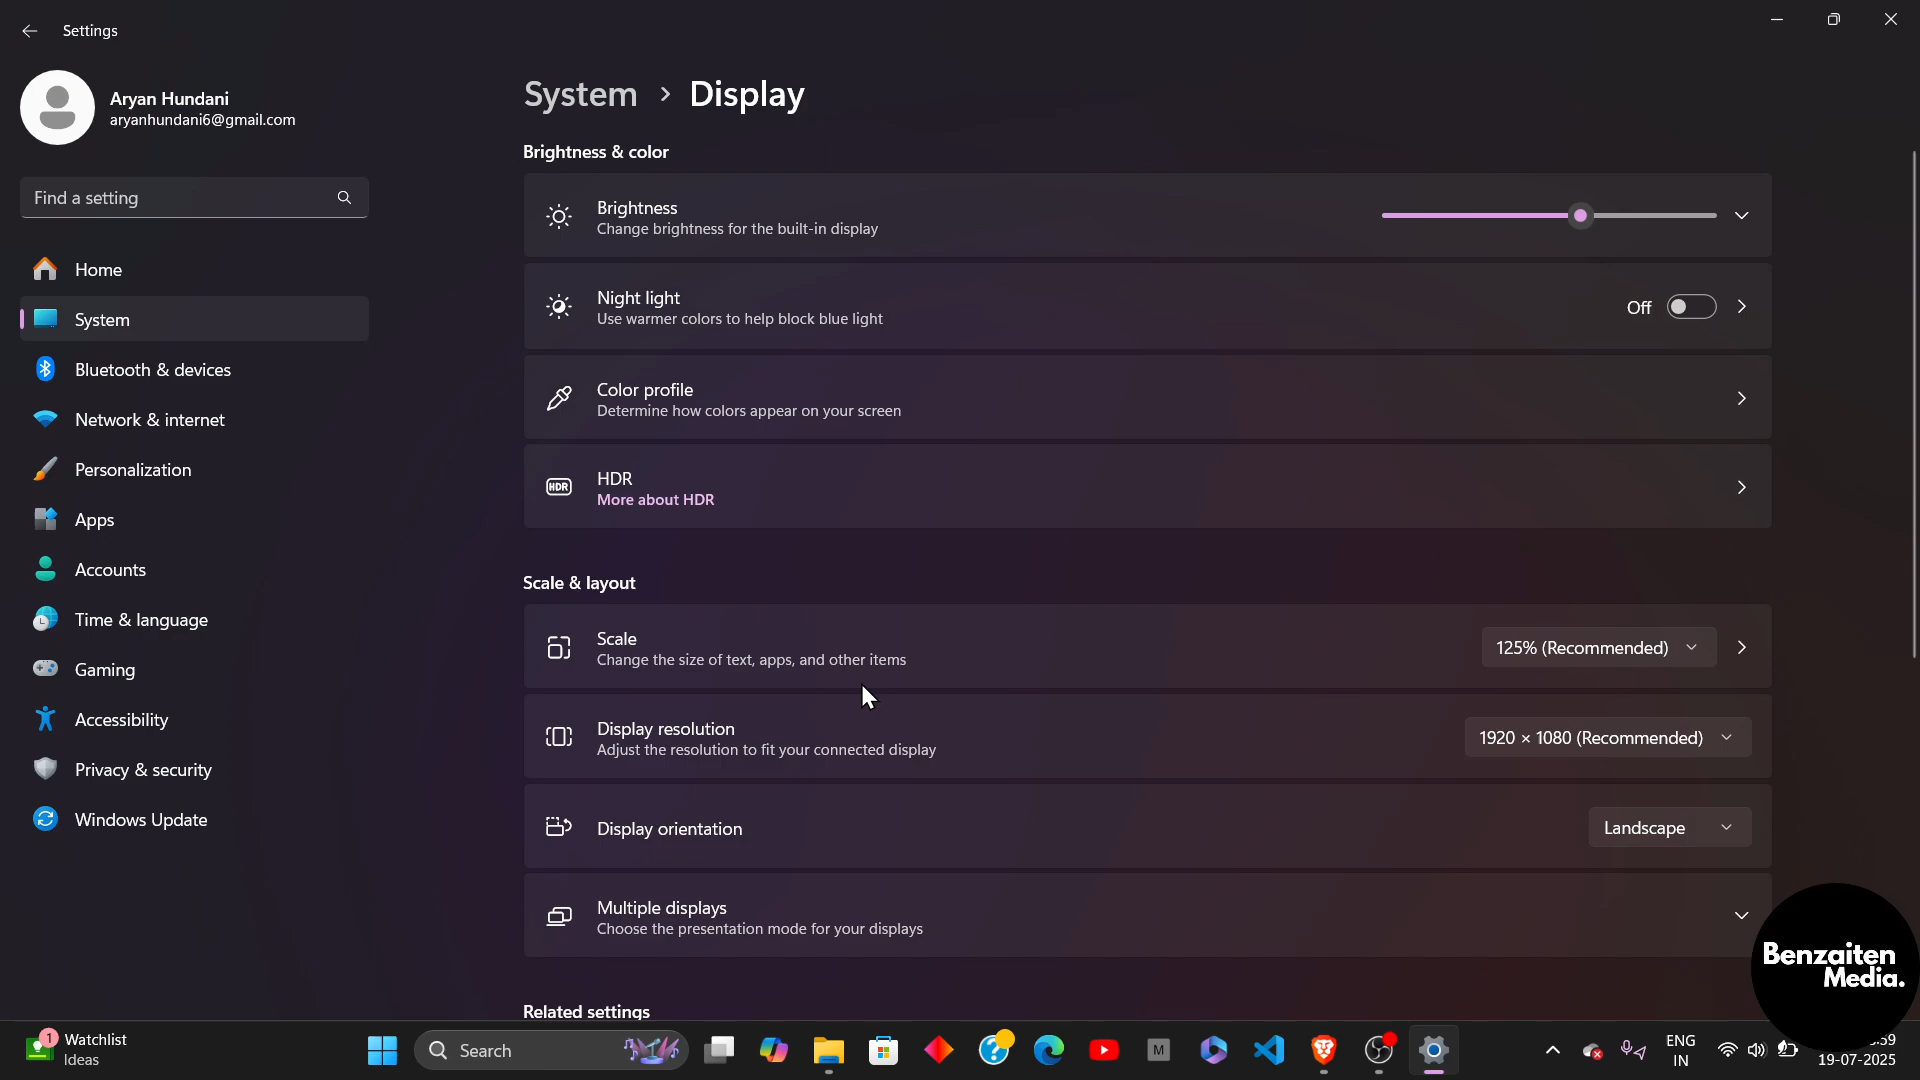 Settings
Aryan Hundani
aryanhundani6@gmail.com
Find a setting
Home
System
Bluetooth & devices
Network & internet
Personalization
Apps
Accounts
Time & language
Gaming
Accessibility
Privacy & security
Windows Update
System > Display
Brightness & color
Brightness
Change brightness for the built-in display
Night light
Use warmer colors to help block blue light
Off
Color profile
Determine how colors appear on your screen
HDR
HDR
More about HDR
Scale & layout
Scale
Change the size of text, apps, and other items
125% (Recommended)
Display resolution
Adjust the resolution to fit your connected display
1920 × 1080 (Recommended)
Display orientation
Landscape
Multiple displays
Choose the presentation mode for your displays
Related settings
Benzaiten
Media.
1
Watchlist
Ideas
Search
M
ENG
IN
19-07-2025